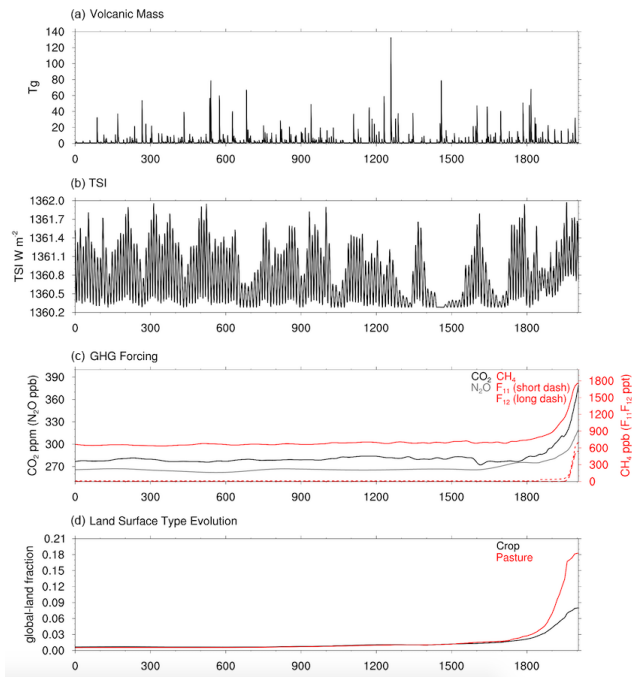 (a) Volcanic Mass
140
120
100
80
60
40
20
0
Tg
0 300 600 900 1200 1500 1800
(b) TSI
1362.0
1361.7
1361.4
1361.1
1360.8
1360.5
1360.2
TSI W m-2
0 300 600 900 1200 1500 1800
(c) GHG Forcing
390
360
330
300
270
CO2 ppm (N2O ppb)
CO2 CH4
N2O F11 (short dash)
F12 (long dash)
1800
1500
1200
900
600
300
0
CH4 ppb (F11F12 ppt)
0 300 600 900 1200 1500 1800
(d) Land Surface Type Evolution
0.21
0.18
0.15
0.12
0.09
0.06
0.03
0.00
global-land fraction
Crop
Pasture
0 300 600 900 1200 1500 1800